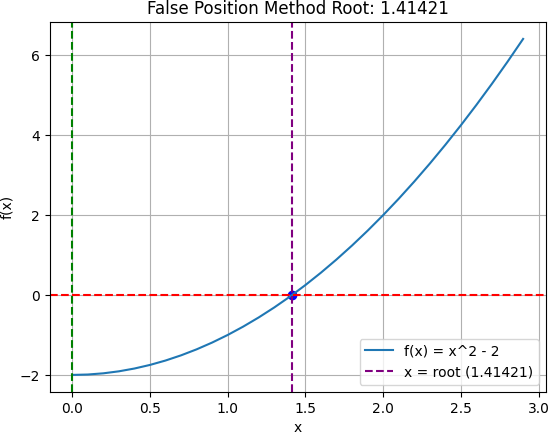 False Position Method Root: 1.41421
f(x)
6
4
2
0
−2
0.0 0.5 1.0 1.5 2.0 2.5 3.0
x
f(x) = x^2 - 2
x = root (1.41421)